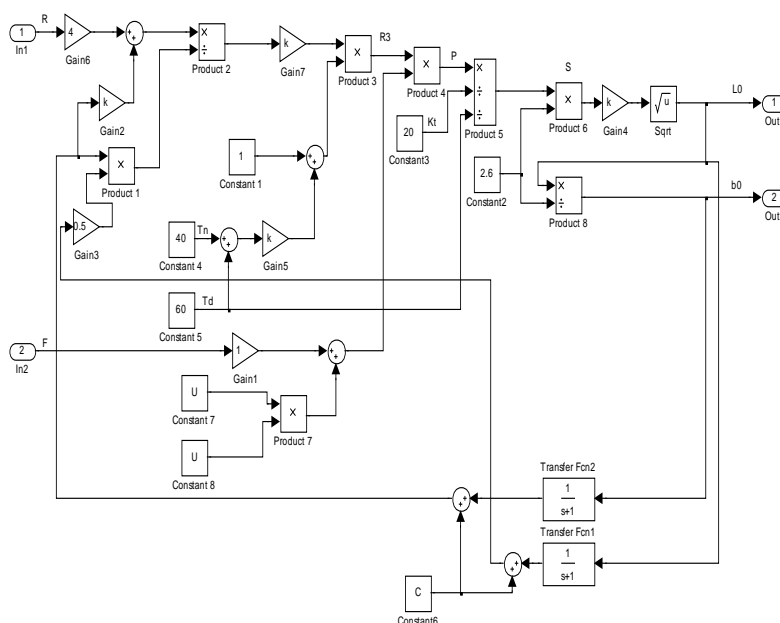 R
1
In1
4
Gain6
+
+
×
÷
Product 2
k
Gain7
R3
×
Product 3
×
Product 4
P
×
÷
÷
Product 5
S
×
Product 6
k
Gain4
√u
Sqrt
L0
1
Out
k
Gain2
×
Product 1
0.5
Gain3
1
Constant 1
+
+
20
Kt
Constant3
2.6
Constant2
×
÷
Product 8
b0
2
Out
40
Tn
Constant 4
+
+
k
Gain5
60
Td
Constant 5
2
In2
F
1
Gain1
+
+
U
Constant 7
×
Product 7
U
Constant 8
Transfer Fcn2
1
s+1
+
+
Transfer Fcn1
1
s+1
+
+
C
Constant6